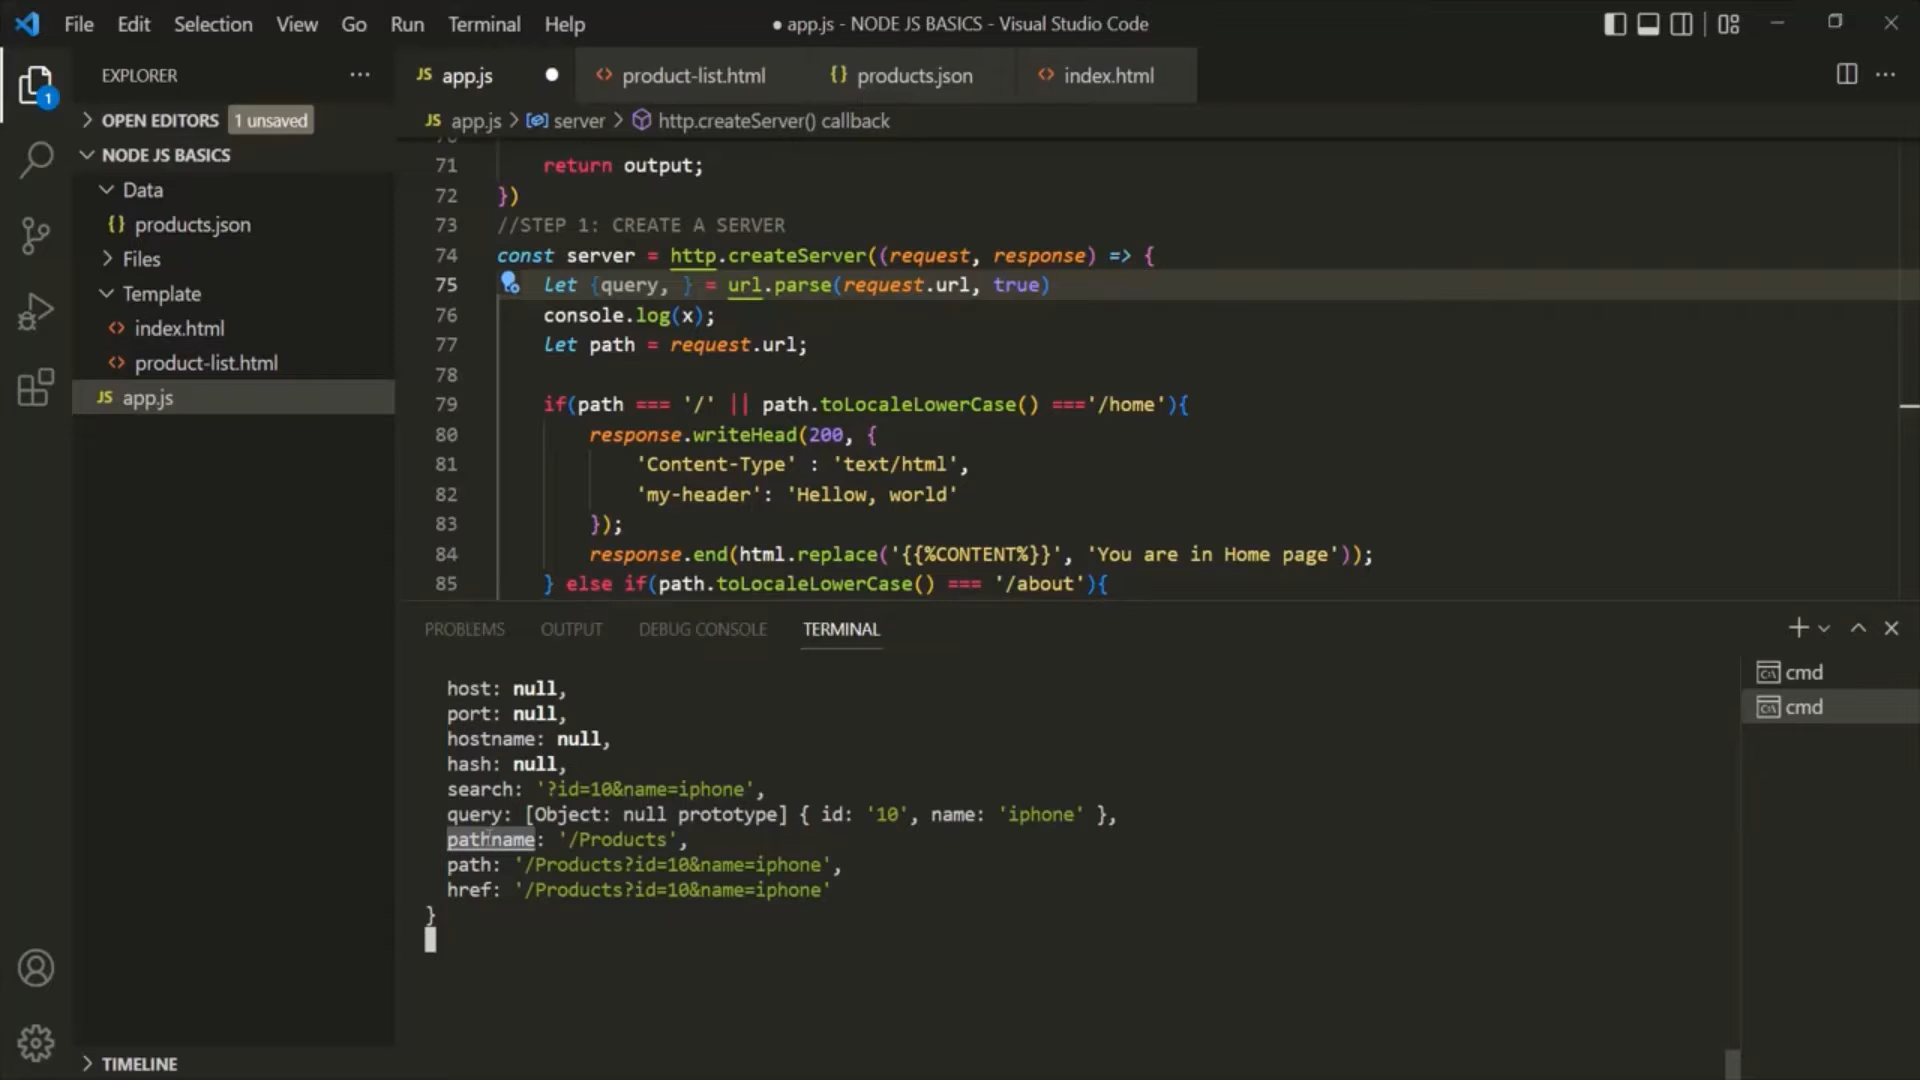 File Edit Selection View Go Run Terminal Help
● app.js - NODE JS BASICS - Visual Studio Code
EXPLORER
OPEN EDITORS 1 unsaved
NODE JS BASICS
Data
{} products.json
Files
Template
<> index.html
<> product-list.html
JS app.js
TIMELINE
1
JS app.js ● <> product-list.html {} products.json <> index.html
JS app.js > server > http.createServer() callback
71 return output;
72 })
73 //STEP 1: CREATE A SERVER
74 const server = http.createServer((request, response) => {
75 let {query, } = url.parse(request.url, true)
76 console.log(x);
77 let path = request.url;
78
79 if(path === '/' || path.toLocaleLowerCase() ==='/home'){
80 response.writeHead(200, {
81 'Content-Type' : 'text/html',
82 'my-header': 'Hellow, world'
83 });
84 response.end(html.replace('{{%CONTENT%}}', 'You are in Home page'));
85 } else if(path.toLocaleLowerCase() === '/about'){
PROBLEMS OUTPUT DEBUG CONSOLE TERMINAL
host: null,
port: null,
hostname: null,
hash: null,
search: '?id=10&name=iphone',
query: [Object: null prototype] { id: '10', name: 'iphone' },
pathname: '/Products',
path: '/Products?id=10&name=iphone',
href: '/Products?id=10&name=iphone'
}
cmd
cmd